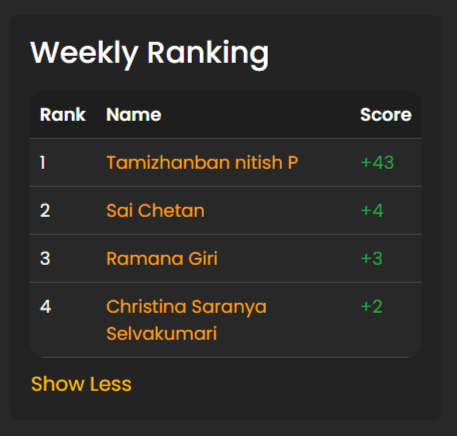 Weekly Ranking
Rank Name Score
1 Tamizhanban nitish P +43
2 Sai Chetan +4
3 Ramana Giri +3
4 Christina Saranya +2
Selvakumari
Show Less